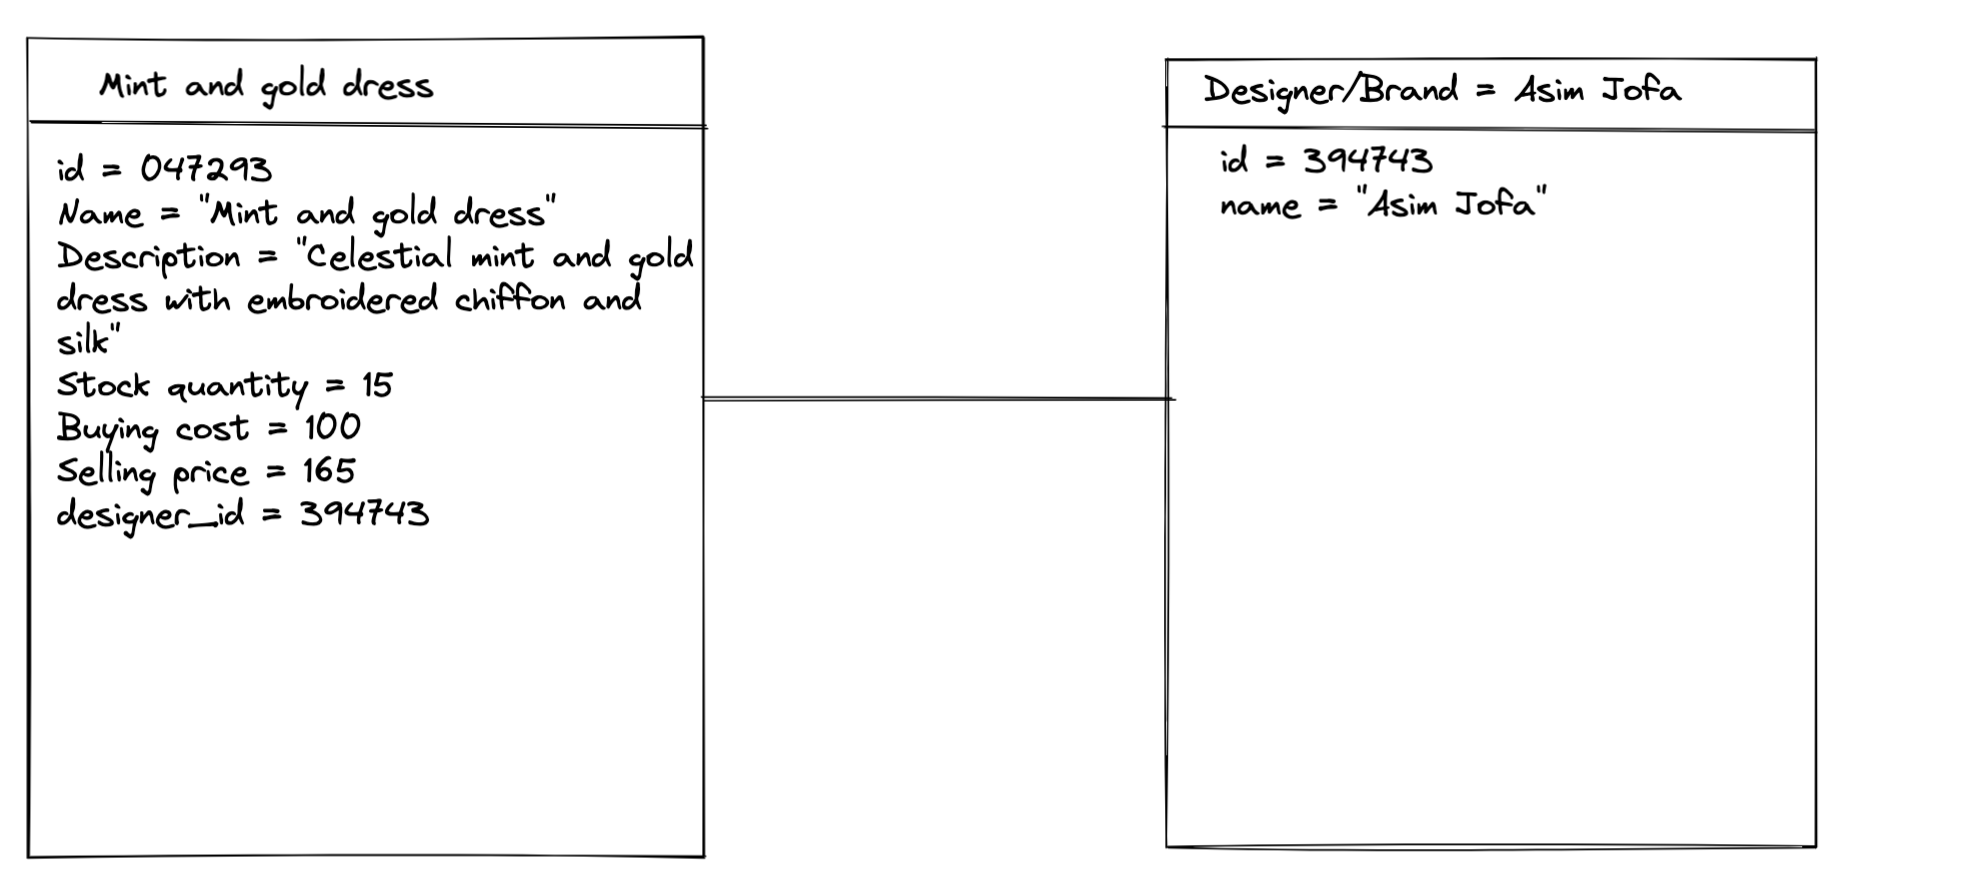 Mint and gold dress
id = 047293
Name = "Mint and gold dress"
Description = "Celestial mint and gold
dress with embroidered chiffon and
silk"
Stock quantity = 15
Buying cost = 100
Selling price = 165
designer_id = 394743
Designer/Brand = Asim Jofa
id = 394743
name = "Asim Jofa"